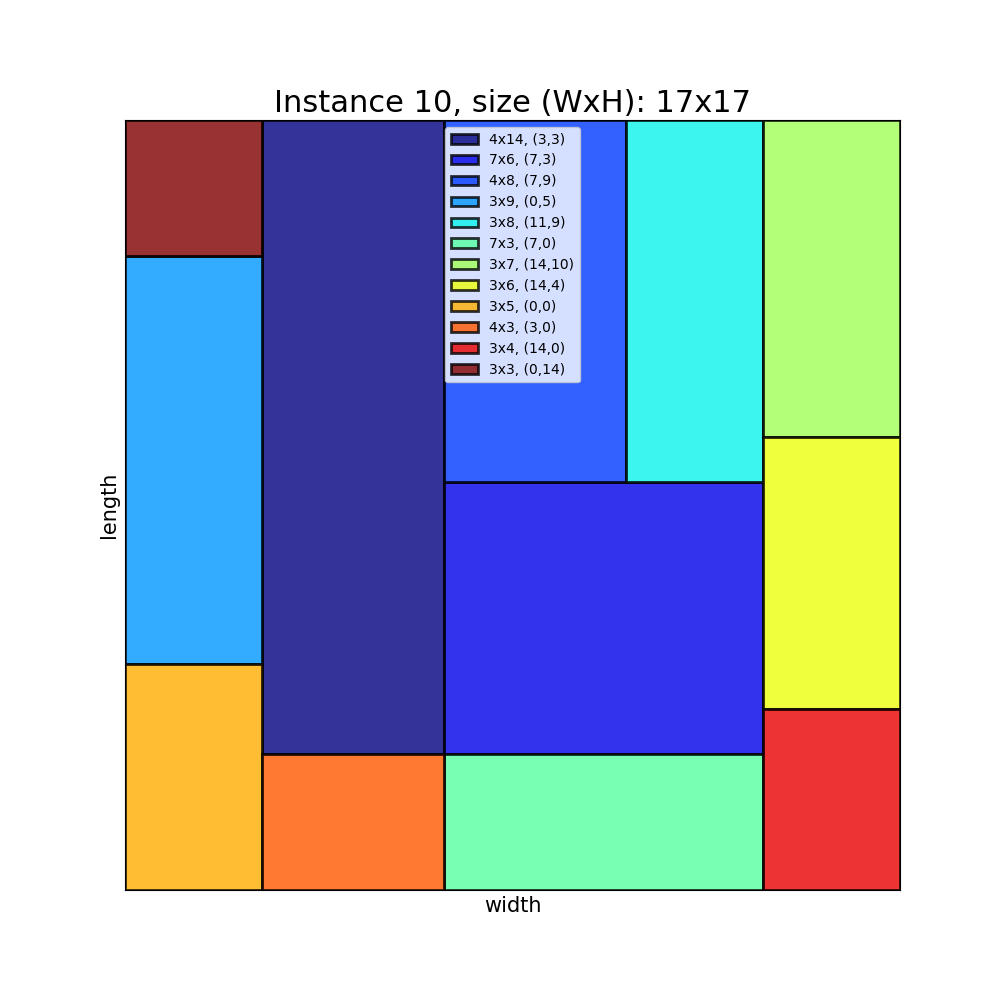 Instance 10, size (WxH): 17x17
4x14, (3,3)
7x6, (7,3)
4x8, (7,9)
3x9, (0,5)
3x8, (11,9)
7x3, (7,0)
3x7, (14,10)
3x6, (14,4)
3x5, (0,0)
4x3, (3,0)
3x4, (14,0)
3x3, (0,14)
length
width